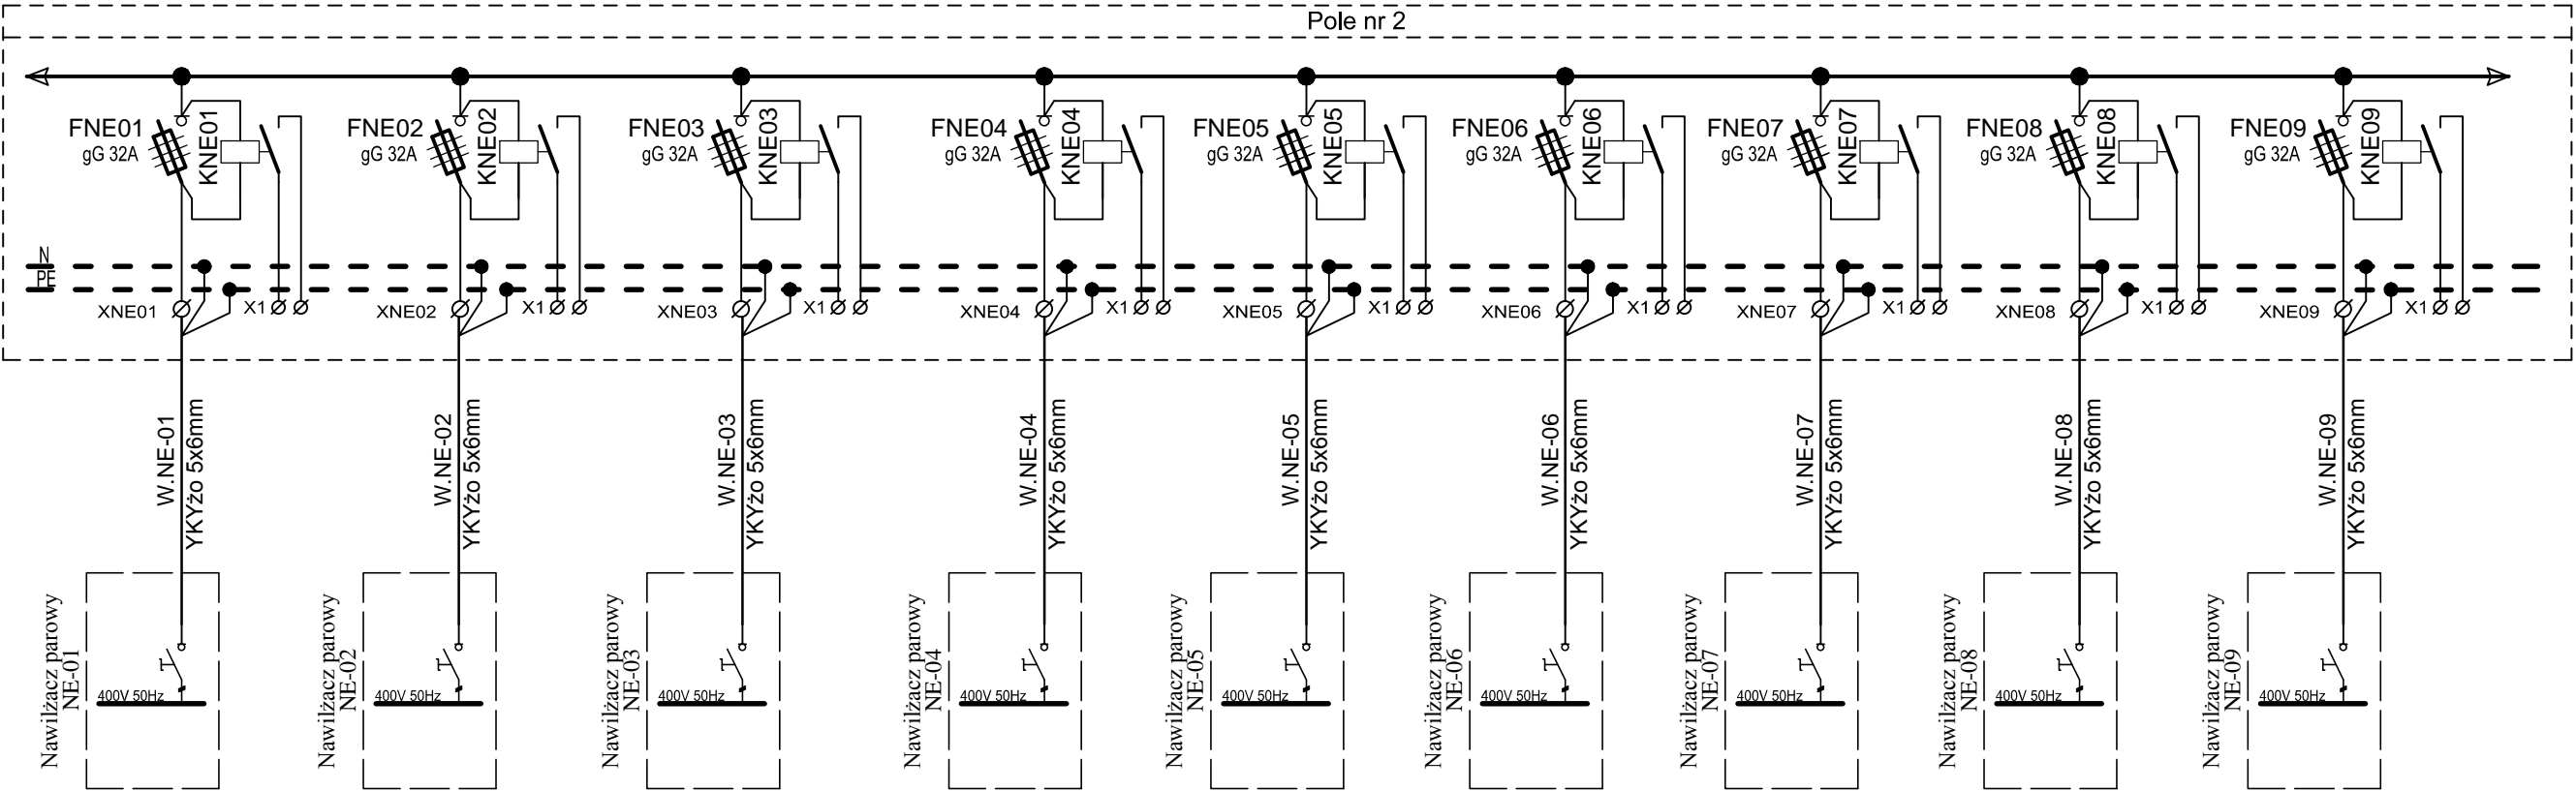 Pole nr 2
FNE01
gG 32A
KNE01
FNE02
gG 32A
KNE02
FNE03
gG 32A
KNE03
FNE04
gG 32A
KNE04
FNE05
gG 32A
KNE05
FNE06
gG 32A
KNE06
FNE07
gG 32A
KNE07
FNE08
gG 32A
KNE08
FNE09
gG 32A
KNE09
N
PE
XNE01
X1
XNE02
X1
XNE03
X1
XNE04
X1
XNE05
X1
XNE06
X1
XNE07
X1
XNE08
X1
XNE09
X1
W.NE-01
YKYżo 5x6mm
W.NE-02
YKYżo 5x6mm
W.NE-03
YKYżo 5x6mm
W.NE-04
YKYżo 5x6mm
W.NE-05
YKYżo 5x6mm
W.NE-06
YKYżo 5x6mm
W.NE-07
YKYżo 5x6mm
W.NE-08
YKYżo 5x6mm
W.NE-09
YKYżo 5x6mm
Nawilżacz parowy
NE-01
400V 50Hz
Nawilżacz parowy
NE-02
400V 50Hz
Nawilżacz parowy
NE-03
400V 50Hz
Nawilżacz parowy
NE-04
400V 50Hz
Nawilżacz parowy
NE-05
400V 50Hz
Nawilżacz parowy
NE-06
400V 50Hz
Nawilżacz parowy
NE-07
400V 50Hz
Nawilżacz parowy
NE-08
400V 50Hz
Nawilżacz parowy
NE-09
400V 50Hz